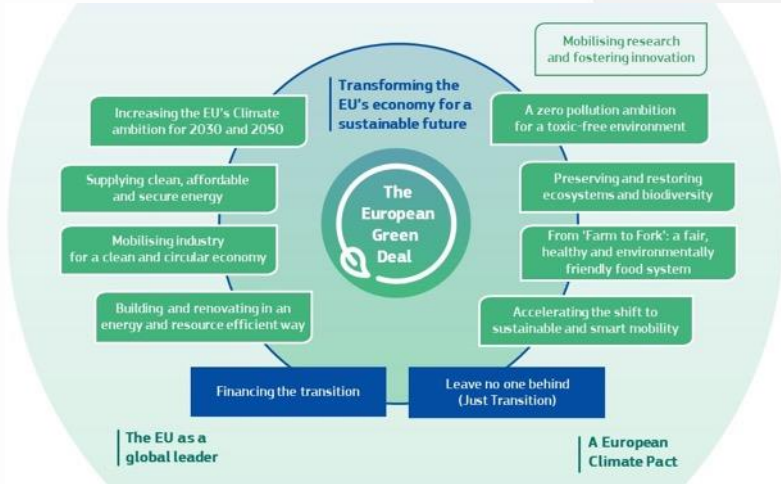 Mobilising research
and fostering innovation
Transforming the
EU's economy for a
sustainable future
Increasing the EU's Climate
ambition for 2030 and 2050
A zero pollution ambition
for a toxic-free environment
Supplying clean, affordable
and secure energy
Preserving and restoring
ecosystems and biodiversity
The
European
Green
Deal
Mobilising industry
for a clean and circular economy
From 'Farm to Fork': a fair,
healthy and environmentally
friendly food system
Building and renovating in an
energy and resource efficient way
Accelerating the shift to
sustainable and smart mobility
Financing the transition
Leave no one behind
(Just Transition)
The EU as a
global leader
A European
Climate Pact